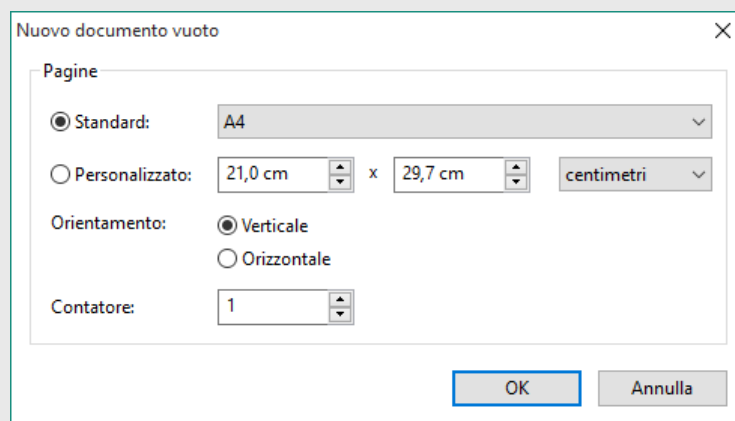 Nuovo documento vuoto
Pagine
Standard: A4
Personalizzato: 21,0 cm x 29,7 cm centimetri
Orientamento: Verticale
Orizzontale
Contatore: 1
OK Annulla